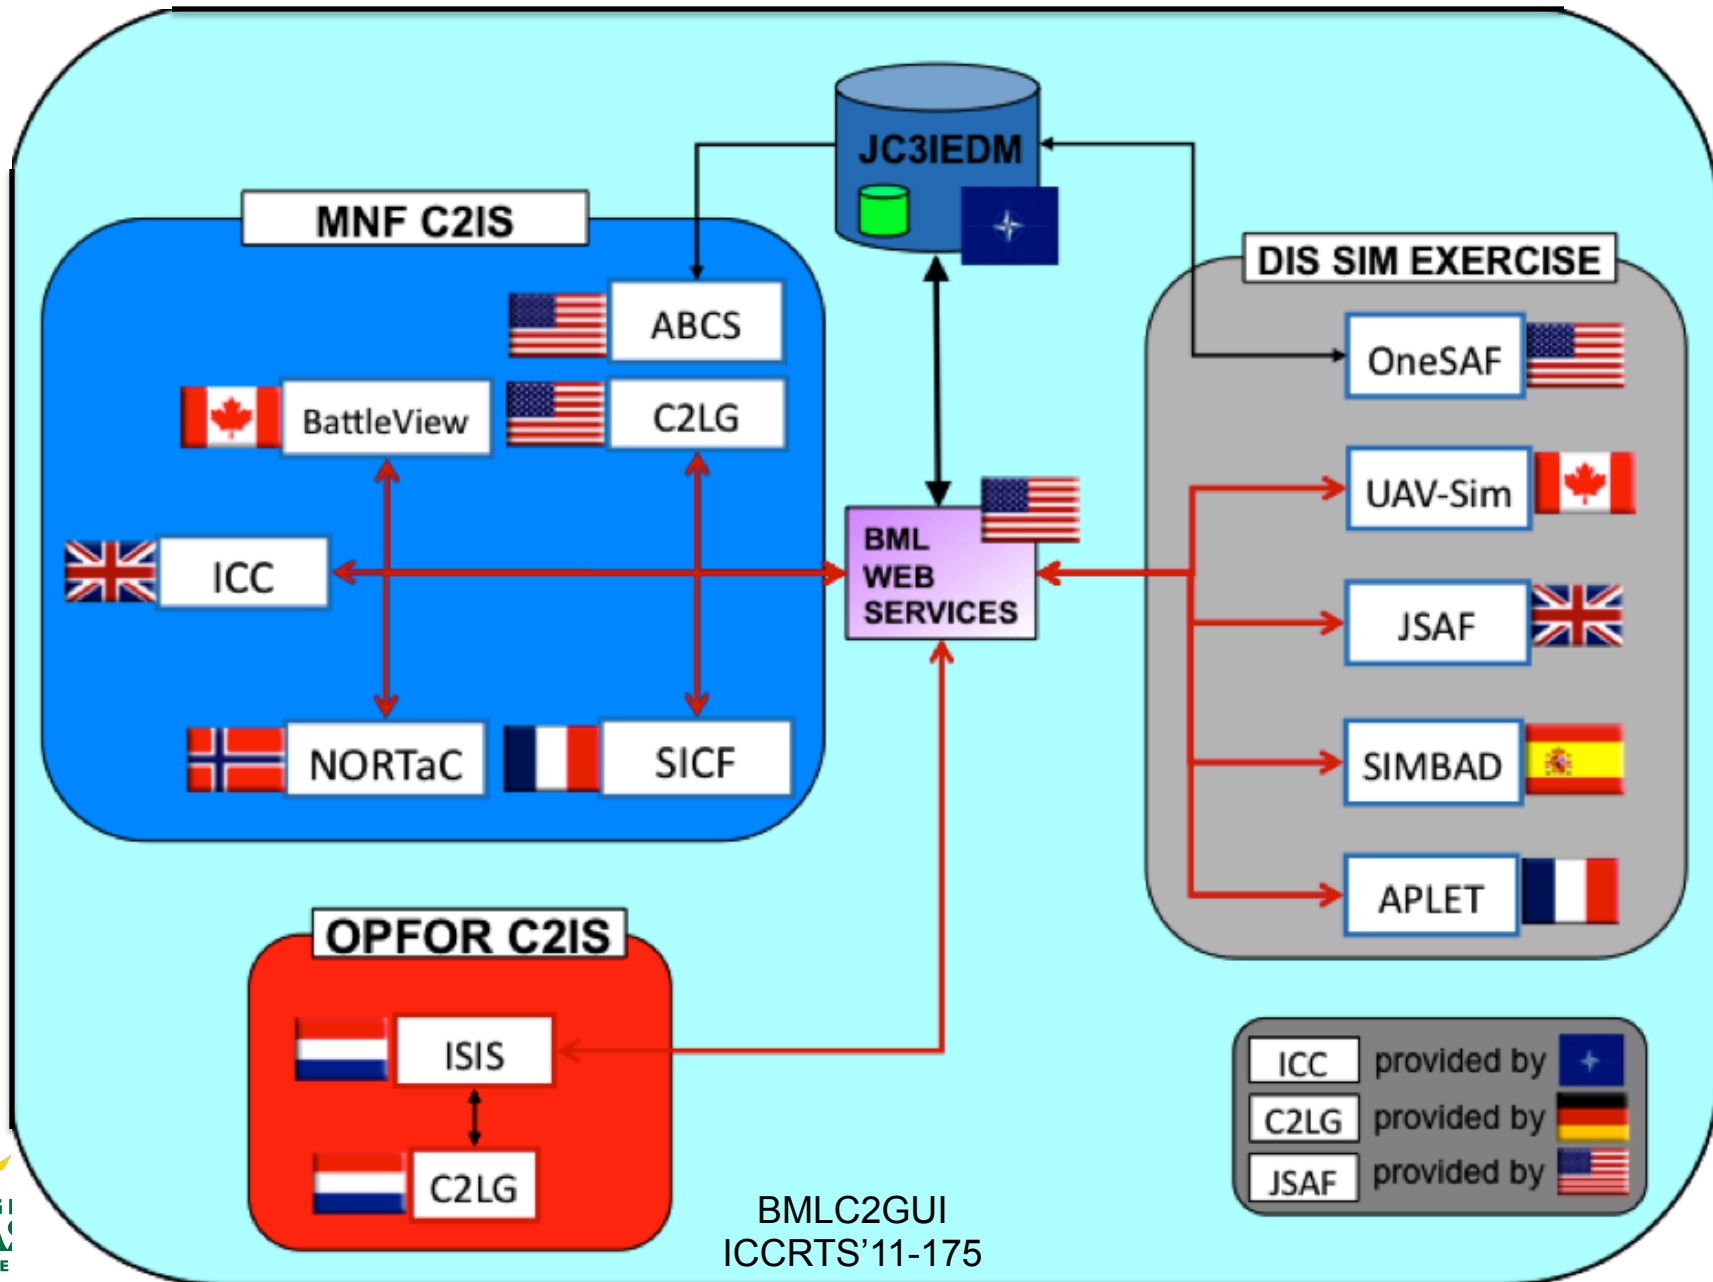 JC3IEDM
MNF C2IS
DIS SIM EXERCISE
ABCS
OneSAF
BattleView
C2LG
UAV-Sim
BML
WEB
SERVICES
ICC
JSAF
NORTaC
SICF
SIMBAD
APLET
OPFOR C2IS
ISIS
C2LG
ICC provided by
C2LG provided by
JSAF provided by
BMLC2GUI
ICCRTS’11-175